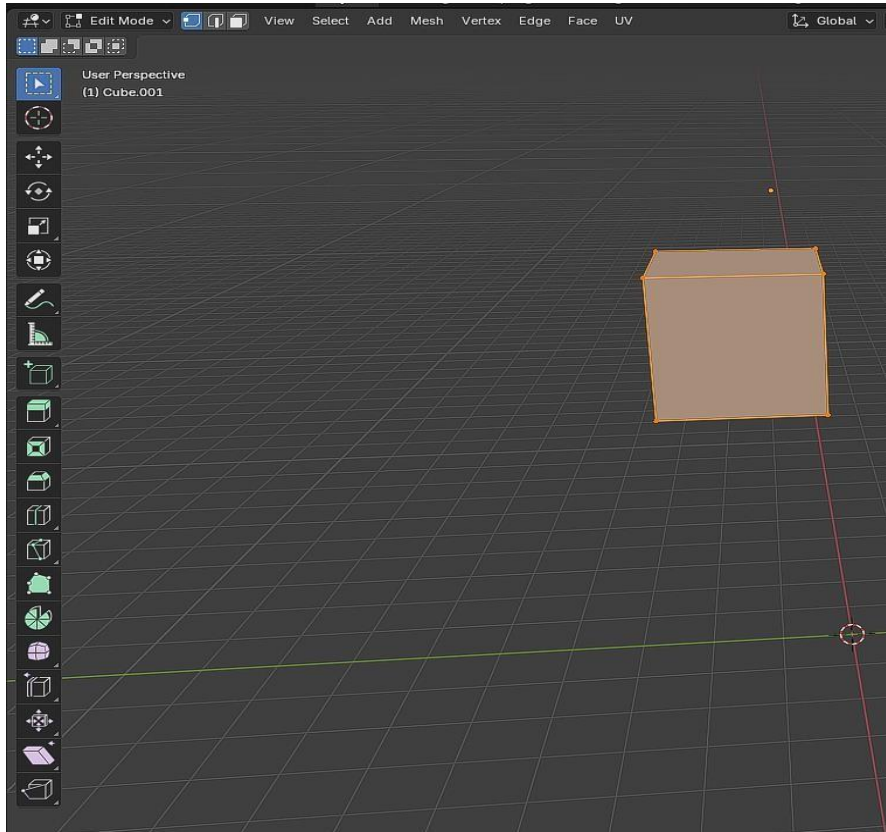 Edit Mode View Select Add Mesh Vertex Edge Face UV Global
User Perspective
(1) Cube.001